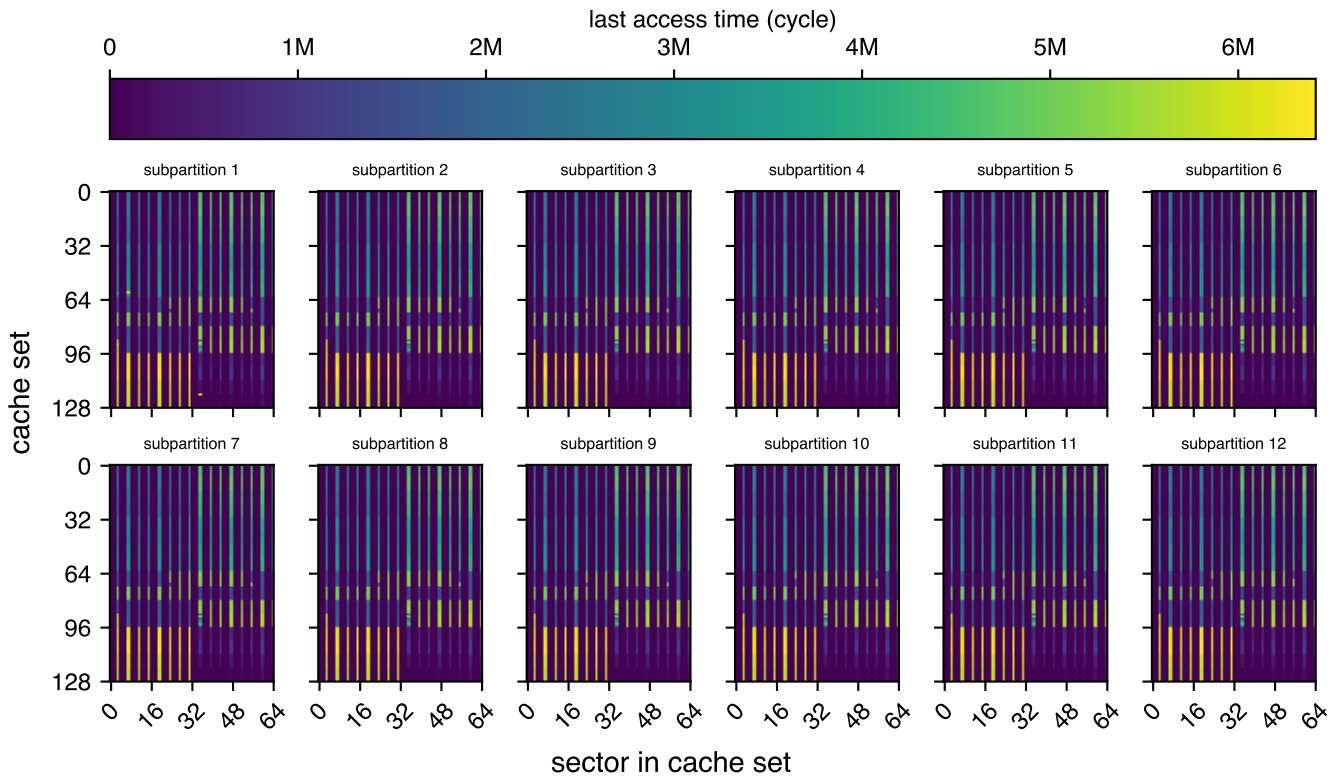 last access time (cycle)
0 1M 2M 3M 4M 5M 6M
subpartition 1 subpartition 2 subpartition 3 subpartition 4 subpartition 5 subpartition 6
0
32
64
96
128
cache set
subpartition 7 subpartition 8 subpartition 9 subpartition 10 subpartition 11 subpartition 12
0
32
64
96
128
0 16 32 48 64 0 16 32 48 64 0 16 32 48 64 0 16 32 48 64 0 16 32 48 64 0 16 32 48 64
sector in cache set